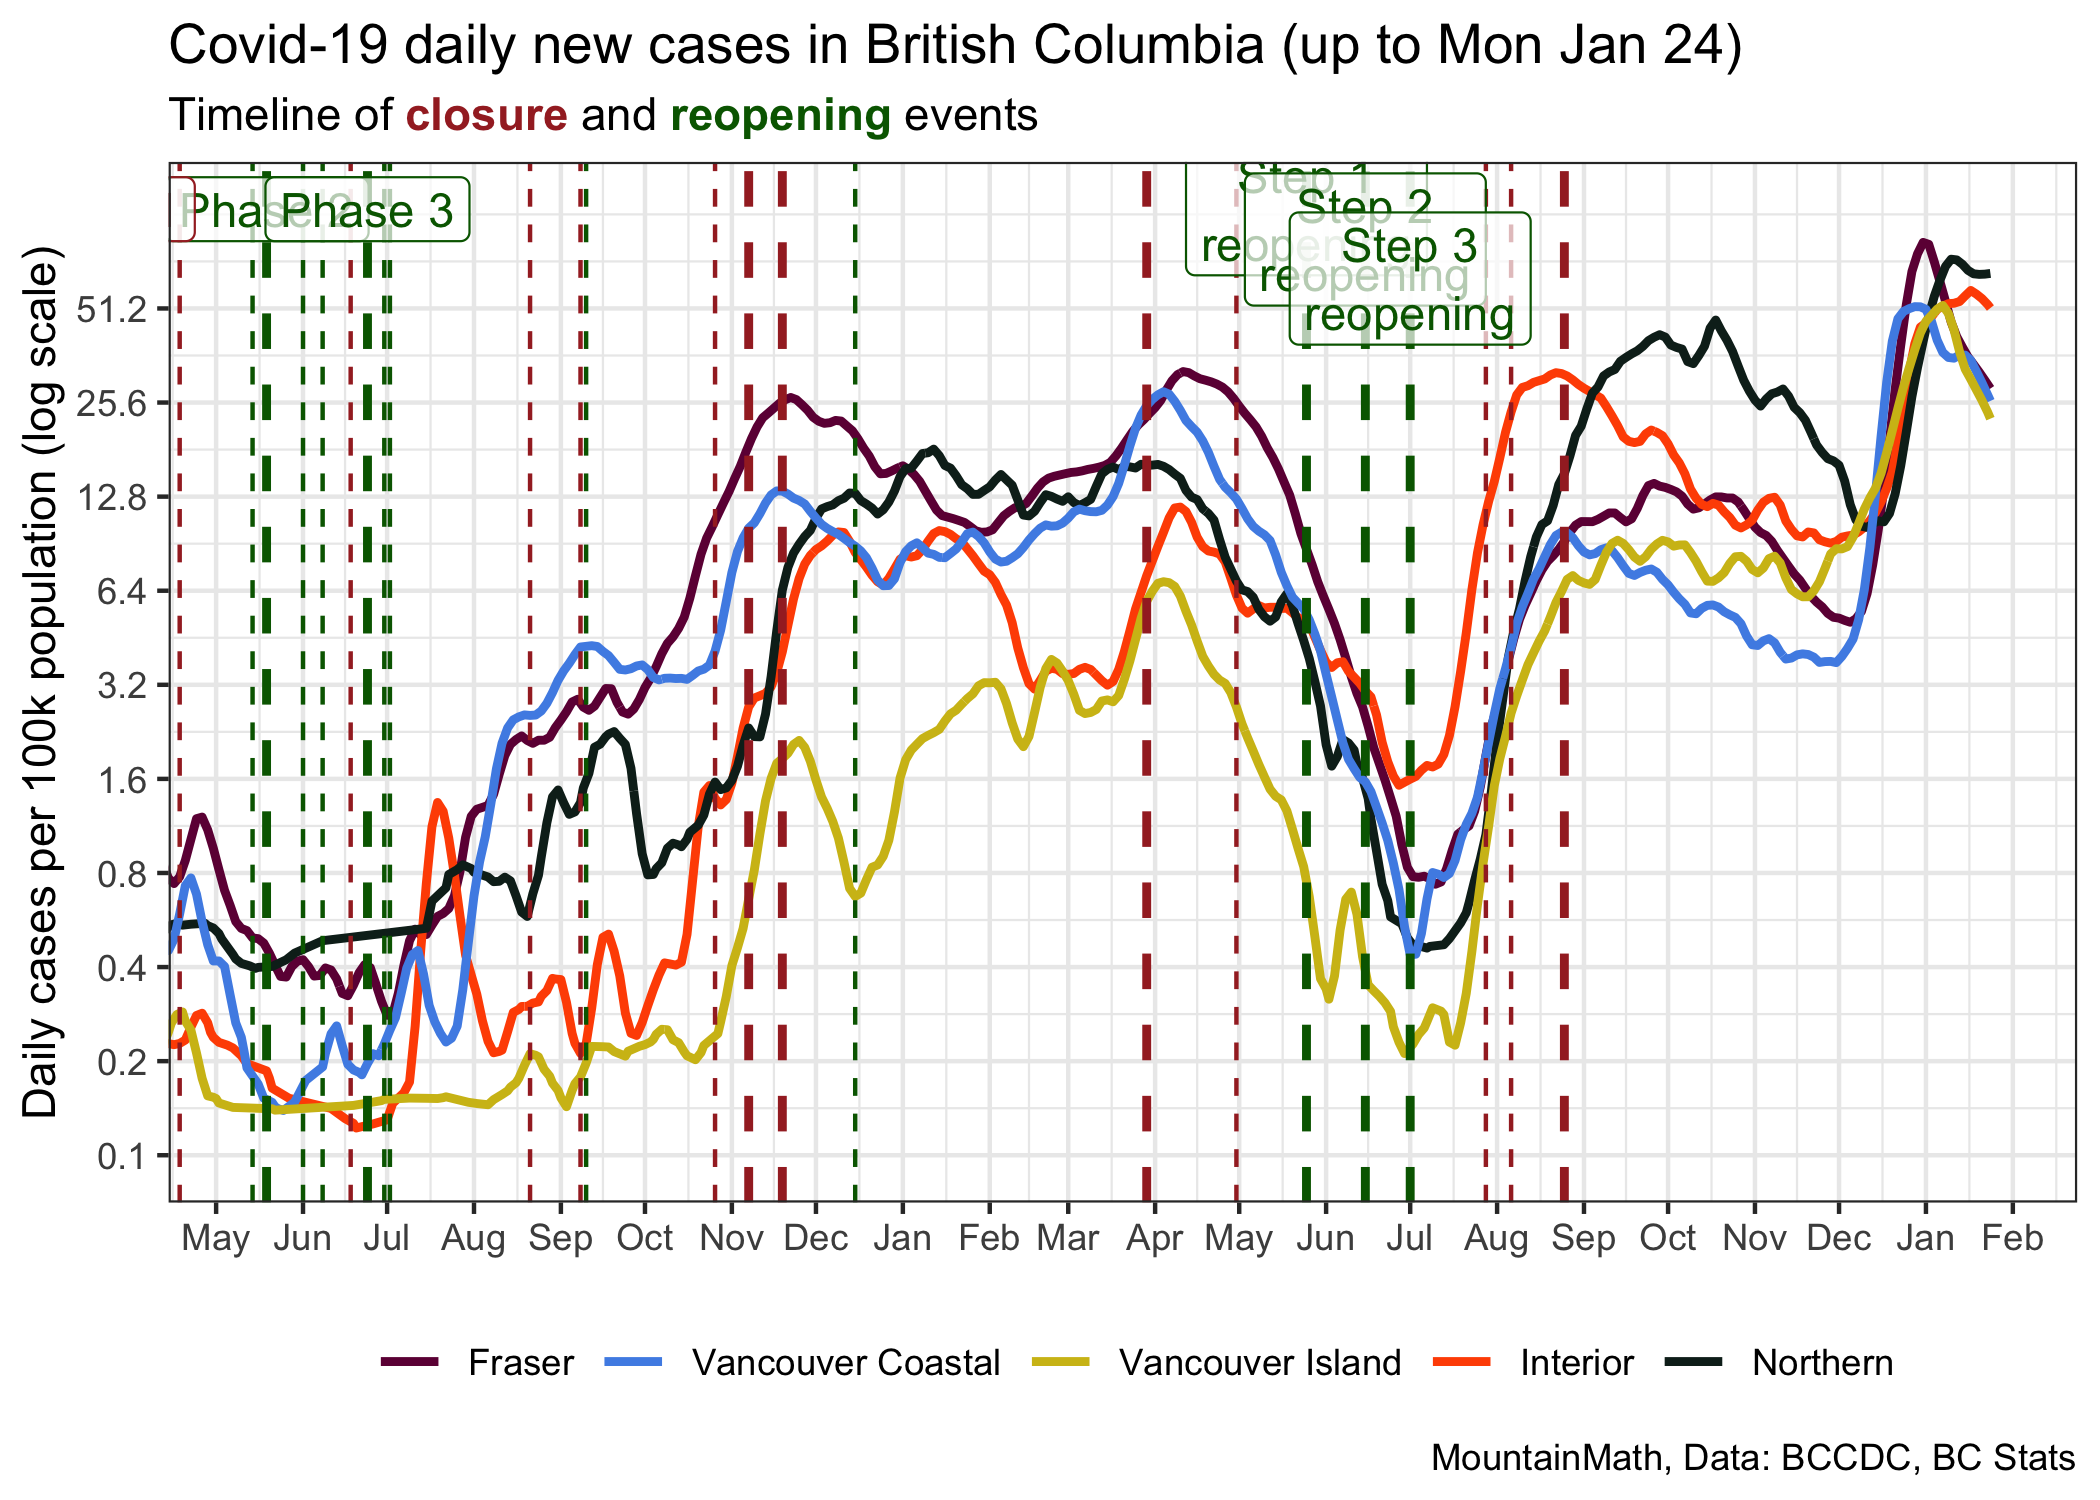 Covid-19 daily new cases in British Columbia (up to Mon Jan 24)
Timeline of closure and reopening events
Phase 2
Phase 3
Step 1
reopening
Step 2
reopening
Step 3
reopening
Daily cases per 100k population (log scale)
51.2
25.6
12.8
6.4
3.2
1.6
0.8
0.4
0.2
0.1
May Jun Jul Aug Sep Oct Nov Dec Jan Feb Mar Apr May Jun Jul Aug Sep Oct Nov Dec Jan Feb
Fraser Vancouver Coastal Vancouver Island Interior Northern
MountainMath, Data: BCCDC, BC Stats